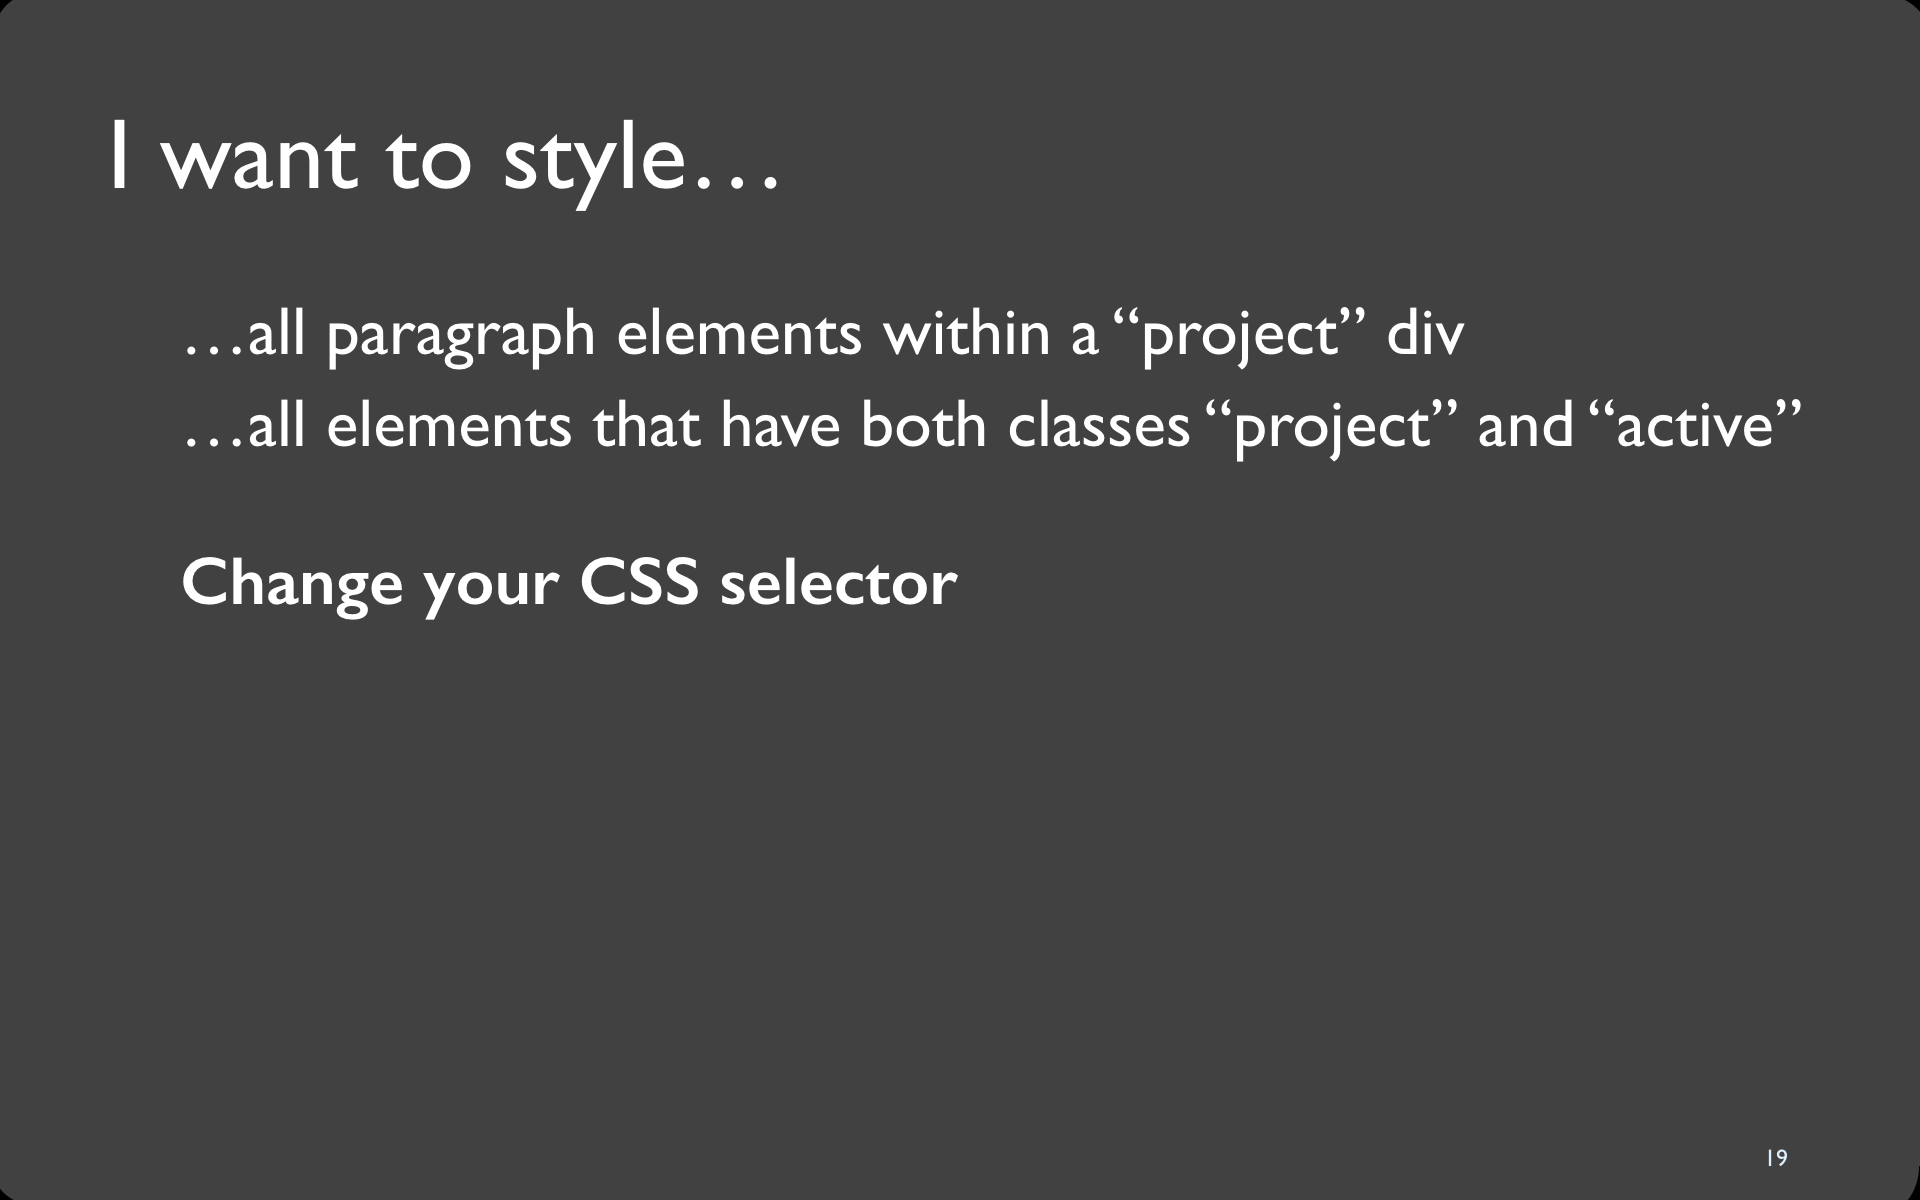 I want to style…
…all paragraph elements within a “project” div
…all elements that have both classes “project” and “active”
Change your CSS selector
19